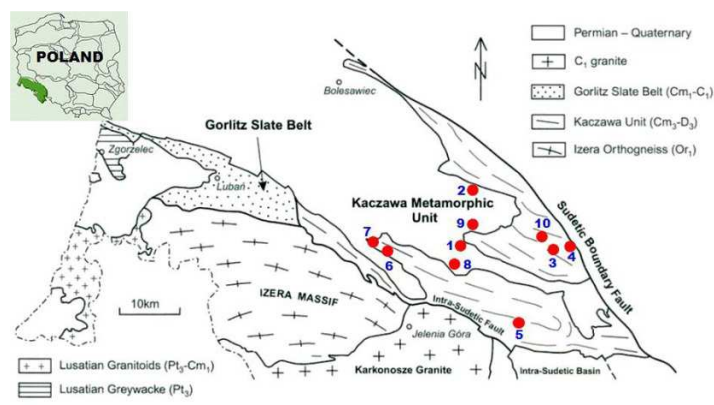 POLAND
Permian – Quaternary
C1 granite
Gorlitz Slate Belt (Cm1-C1)
Kaczawa Unit (Cm3-D3)
Izera Orthogneiss (Or1)
N
Bolesawiec
Gorlitz Slate Belt
Zgorzelec
Lubań
Kaczawa Metamorphic
Unit
Sudetic Boundary Fault
2
9
10
7
1
3
4
6
8
5
10km
IZERA MASSIF
Intra-Sudetic Fault
Jelenia Góra
Karkonosze Granite
Intra-Sudetic Basin
Lusatian Granitoids (Pt3-Cm1)
Lusatian Greywacke (Pt3)